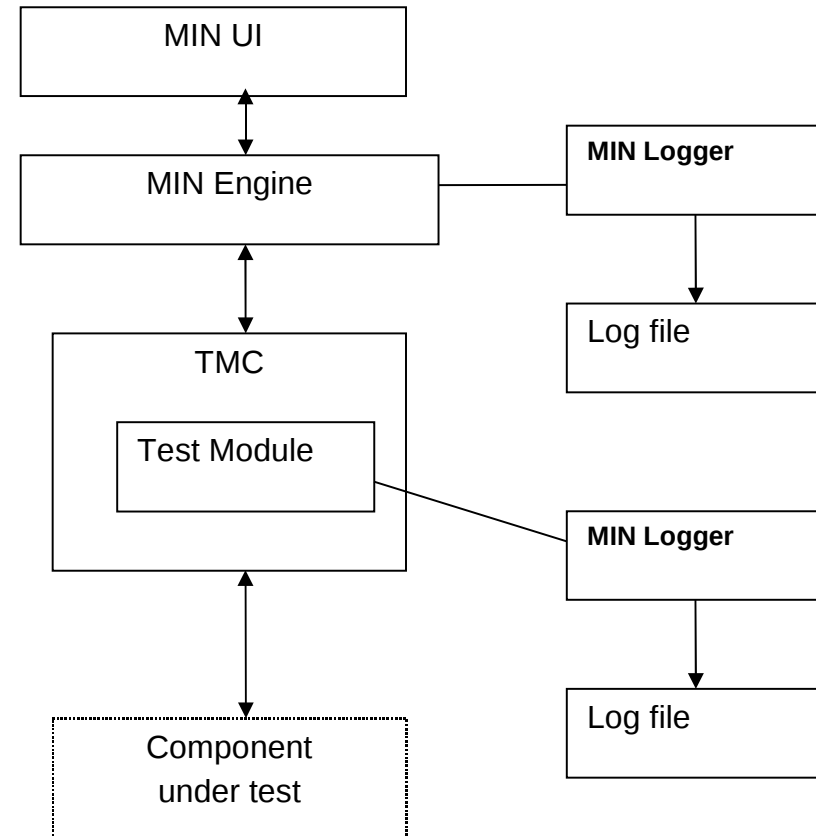 MIN UI
MIN Engine
MIN Logger
Log file
TMC
Test Module
MIN Logger
Log file
Component
under test